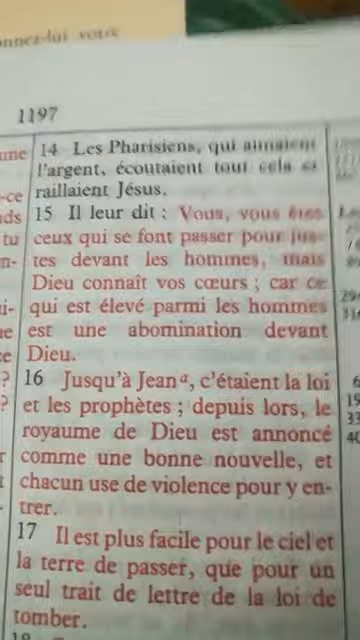 nnez-lui votre
1197
14 Les Pharisiens, qui aimaient
l'argent, écoutaient tout cela et
raillaient Jésus.
15 Il leur dit : Vous, vous êtes
ceux qui se font passer pour jus-
tes devant les hommes, mais
Dieu connaît vos cœurs ; car ce
qui est élevé parmi les hommes
est une abomination devant
Dieu.
16 Jusqu'à Jean a, c'étaient la loi
et les prophètes ; depuis lors, le
royaume de Dieu est annoncé
comme une bonne nouvelle, et
chacun use de violence pour y en-
trer.
17 Il est plus facile pour le ciel et
la terre de passer, que pour un
seul trait de lettre de la loi de
tomber.